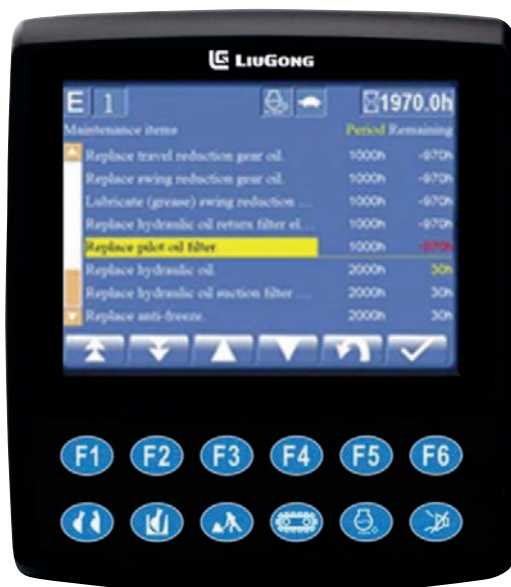 LIUGONG
E 1 1970.0h
Maintenance items Period Remaining
Replace travel reduction gear oil. 1000h -970h
Replace swing reduction gear oil. 1000h -970h
Lubricate (grease) swing reduction ... 1000h -970h
Replace hydraulic oil return filter el... 1000h -970h
Replace pilot oil filter 1000h -970h
Replace hydraulic oil. 2000h 30h
Replace hydraulic oil suction filter ... 2000h 30h
Replace anti-freeze. 2000h 30h
F1 F2 F3 F4 F5 F6